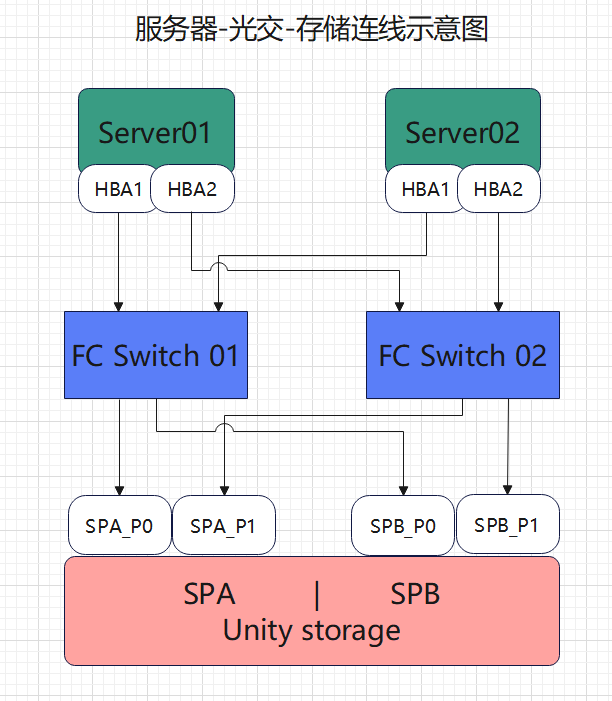 服务器-光交-存储连线示意图
Server01
Server02
HBA1
HBA2
HBA1
HBA2
FC Switch 01
FC Switch 02
SPA_P0
SPA_P1
SPB_P0
SPB_P1
SPA | SPB
Unity storage